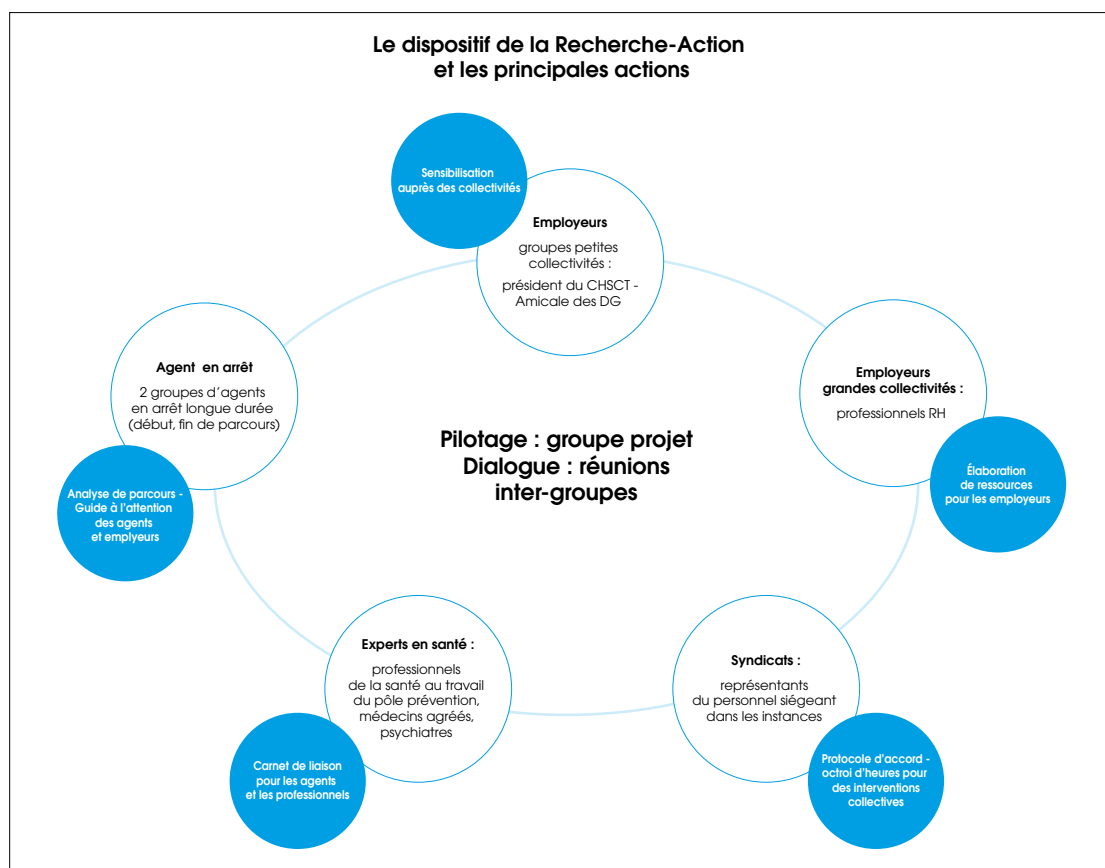 Le dispositif de la Recherche-Action
et les principales actions
Sensibilisation
auprès des collectivités
Employeurs
groupes petites
collectivités :
président du CHSCT -
Amicale des DG
Agent en arrêt
2 groupes d'agents
en arrêt longue durée
(début, fin de parcours)
Analyse de parcours -
Guide à l'attention
des agents
et emplyeurs
Employeurs
grandes collectivités :
professionnels RH
Élaboration
de ressources
pour les employeurs
Pilotage : groupe projet
Dialogue : réunions
inter-groupes
Experts en santé :
professionnels
de la santé au travail
du pôle prévention,
médecins agréés,
psychiatres
Carnet de liaison
pour les agents
et les professionnels
Syndicats :
représentants
du personnel siégeant
dans les instances
Protocole d'accord -
octroi d'heures pour
des interventions
collectives